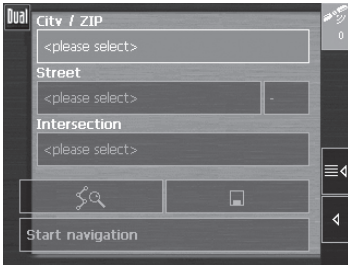 Dual
City / ZIP
0
<please select>
Street
<please select> -
Intersection
<please select>
Start navigation